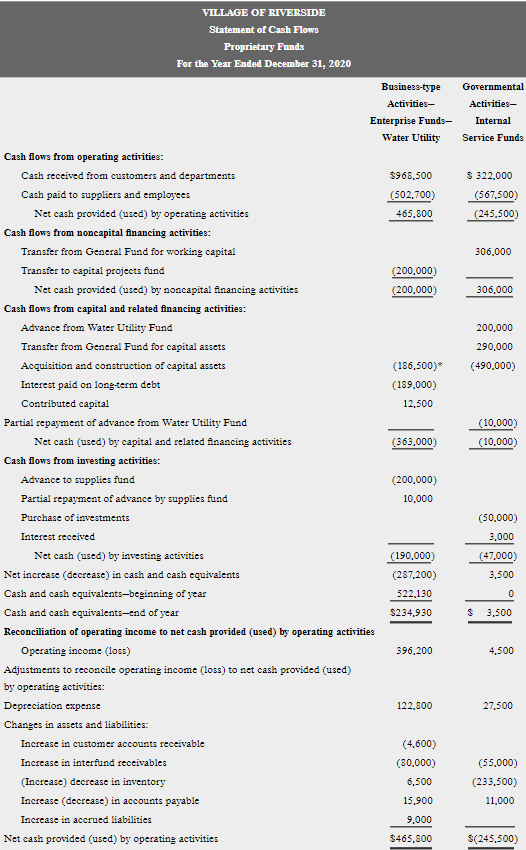 VILLAGE OF RIVERSIDE
Statement of Cash Flows
Proprietary Funds
For the Year Ended December 31, 2020
Business-type Governmental
Activities— Activities—
Enterprise Funds— Internal
Water Utility Service Funds
Cash flows from operating activities:
Cash received from customers and departments $968,500 $ 322,000
Cash paid to suppliers and employees (502,700) (567,500)
Net cash provided (used) by operating activities 465,800 (245,500)
Cash flows from noncapital financing activities:
Transfer from General Fund for working capital 306,000
Transfer to capital projects fund (200,000)
Net cash provided (used) by noncapital financing activities (200,000) 306,000
Cash flows from capital and related financing activities:
Advance from Water Utility Fund 200,000
Transfer from General Fund for capital assets 290,000
Acquisition and construction of capital assets (186,500)* (490,000)
Interest paid on long-term debt (189,000)
Contributed capital 12,500
Partial repayment of advance from Water Utility Fund (10,000)
Net cash (used) by capital and related financing activities (363,000) (10,000)
Cash flows from investing activities:
Advance to supplies fund (200,000)
Partial repayment of advance by supplies fund 10,000
Purchase of investments (50,000)
Interest received 3,000
Net cash (used) by investing activities (190,000) (47,000)
Net increase (decrease) in cash and cash equivalents (287,200) 3,500
Cash and cash equivalents—beginning of year 522,130 0
Cash and cash equivalents—end of year $234,930 $ 3,500
Reconciliation of operating income to net cash provided (used) by operating activities
Operating income (loss) 396,200 4,500
Adjustments to reconcile operating income (loss) to net cash provided (used)
by operating activities:
Depreciation expense 122,800 27,500
Changes in assets and liabilities:
Increase in customer accounts receivable (4,600)
Increase in interfund receivables (80,000) (55,000)
(Increase) decrease in inventory 6,500 (233,500)
Increase (decrease) in accounts payable 15,900 11,000
Increase in accrued liabilities 9,000
Net cash provided (used) by operating activities $465,800 $(245,500)